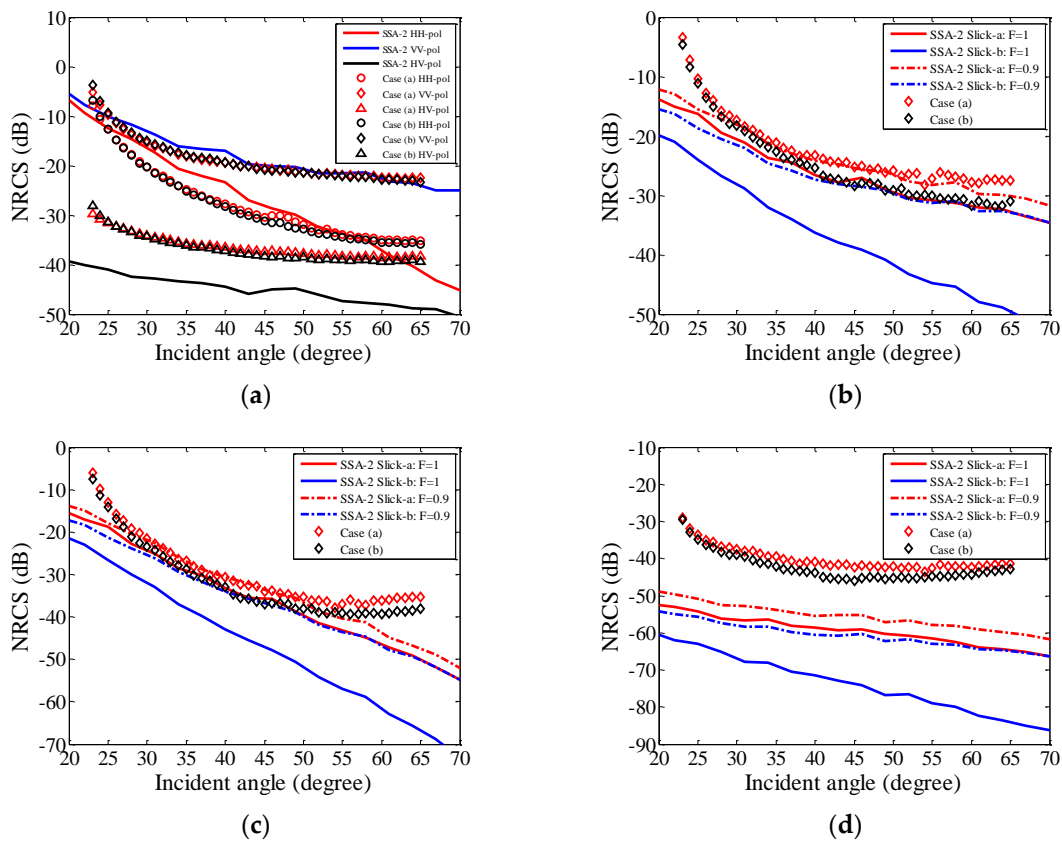 10
0
-10
-20
-30
-40
-50
20 25 30 35 40 45 50 55 60 65 70
NRCS (dB)
Incident angle (degree)
SSA-2 HH-pol
SSA-2 VV-pol
SSA-2 HV-pol
Case (a) HH-pol
Case (a) VV-pol
Case (a) HV-pol
Case (b) HH-pol
Case (b) VV-pol
Case (b) HV-pol
(a)
0
-10
-20
-30
-40
-50
20 25 30 35 40 45 50 55 60 65 70
NRCS (dB)
Incident angle (degree)
SSA-2 Slick-a: F=1
SSA-2 Slick-b: F=1
SSA-2 Slick-a: F=0.9
SSA-2 Slick-b: F=0.9
Case (a)
Case (b)
(b)
0
-10
-20
-30
-40
-50
-60
-70
20 25 30 35 40 45 50 55 60 65 70
NRCS (dB)
Incident angle (degree)
SSA-2 Slick-a: F=1
SSA-2 Slick-b: F=1
SSA-2 Slick-a: F=0.9
SSA-2 Slick-b: F=0.9
Case (a)
Case (b)
(c)
-10
-20
-30
-40
-50
-60
-70
-80
-90
20 25 30 35 40 45 50 55 60 65 70
NRCS (dB)
Incident angle (degree)
SSA-2 Slick-a: F=1
SSA-2 Slick-b: F=1
SSA-2 Slick-a: F=0.9
SSA-2 Slick-b: F=0.9
Case (a)
Case (b)
(d)